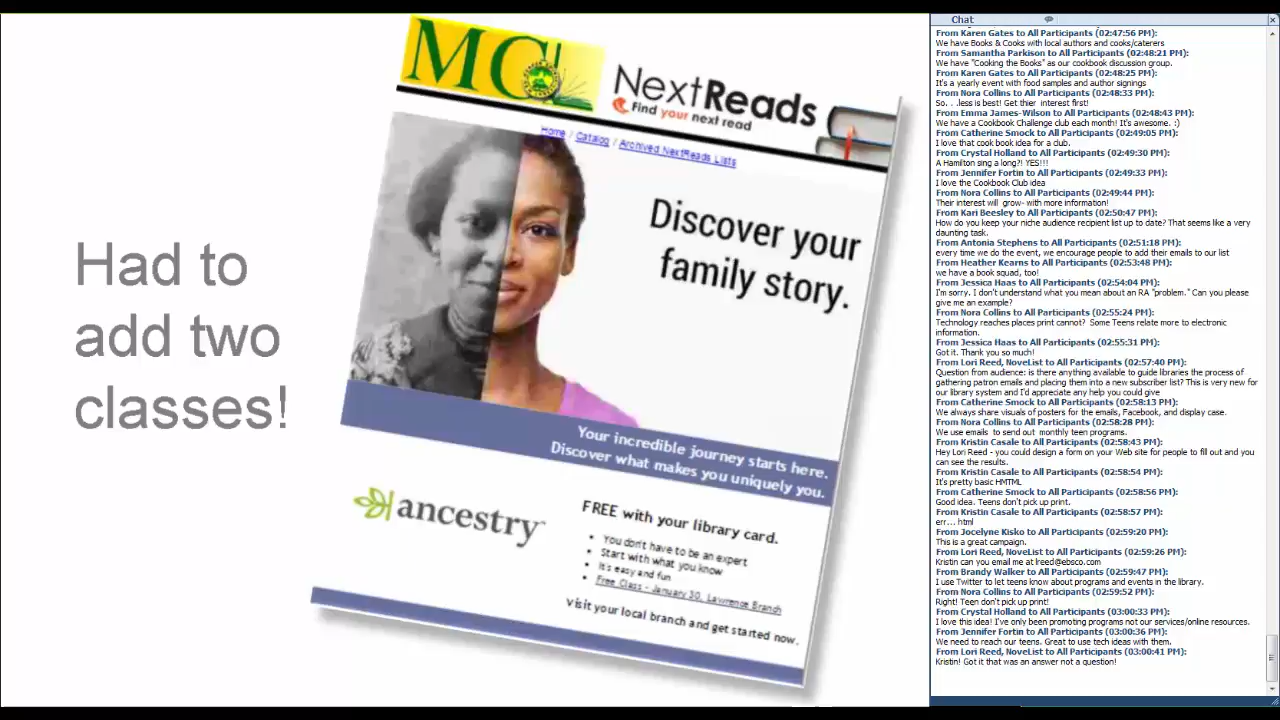 Had to
add two
classes!
MCL
NextReads
Find your next read
Home / Catalog / Archived NextReads Lists
Discover your
family story.
Your incredible journey starts here.
Discover what makes you uniquely you.
ancestry
FREE with your library card.
• You don't have to be an expert
• Start with what you know
• It's easy and fun
• Free Class - January 30, Lawrence Branch
Visit your local branch and get started now.
Chat
From Karen Gates to All Participants (02:47:56 PM):
We have Books & Cooks with local authors and cooks/caterers
From Samantha Parkison to All Participants (02:48:21 PM):
We have "Cooking the Books" as our cookbook discussion group.
From Karen Gates to All Participants (02:48:25 PM):
It's a yearly event with food samples and author signings
From Nora Collins to All Participants (02:48:33 PM):
So. . .less is best! Get thier interest first!
From Emma James-Wilson to All Participants (02:48:43 PM):
We have a Cookbook Challenge club each month! It's awesome. :)
From Catherine Smock to All Participants (02:49:05 PM):
I love that cook book idea for a club.
From Crystal Holland to All Participants (02:49:30 PM):
A Hamilton sing a long?! YES!!!
From Jennifer Fortin to All Participants (02:49:33 PM):
I love the Cookbook Club idea
From Nora Collins to All Participants (02:49:44 PM):
Their interest will grow- with more information!
From Kari Beesley to All Participants (02:50:47 PM):
How do you keep your niche audience recipient list up to date? That seems like a very
daunting task.
From Antonia Stephens to All Participants (02:51:18 PM):
every time we do the event, we encourage people to add their emails to our list
From Heather Kearns to All Participants (02:53:48 PM):
we have a book squad, too!
From Jessica Haas to All Participants (02:54:04 PM):
I'm sorry. I don't understand what you mean about an RA "problem." Can you please
give me an example?
From Nora Collins to All Participants (02:55:24 PM):
Technology reaches places print cannot? Some Teens relate more to electronic
information.
From Jessica Haas to All Participants (02:55:31 PM):
Got it. Thank you so much!
From Lori Reed, NoveList to All Participants (02:57:40 PM):
Question from audience: is there anything available to guide libraries the process of
gathering patron emails and placing them into a new subscriber list? This is very new for
our library system and I'd appreciate any help you could give
From Catherine Smock to All Participants (02:58:13 PM):
We always share visuals of posters for the emails, Facebook, and display case.
From Nora Collins to All Participants (02:58:28 PM):
We use emails to send out monthly teen programs.
From Kristin Casale to All Participants (02:58:43 PM):
Hey Lori Reed - you could design a form on your Web site for people to fill out and you
can see the results.
From Kristin Casale to All Participants (02:58:54 PM):
It's pretty basic HNTML
From Catherine Smock to All Participants (02:58:56 PM):
Good idea. Teens don't pick up print.
From Kristin Casale to All Participants (02:58:57 PM):
err... html
From Jocelyne Kisko to All Participants (02:59:20 PM):
This is a great campaign.
From Lori Reed, NoveList to All Participants (02:59:26 PM):
Kristin can you email me at lreed@ebsco.com
From Brandy Walker to All Participants (02:59:47 PM):
I use Twitter to let teens know about programs and events in the library.
From Nora Collins to All Participants (02:59:52 PM):
Right! Teen don't pick up print!
From Crystal Holland to All Participants (03:00:33 PM):
I love this idea! I've only been promoting programs not our services/online resources.
From Jennifer Fortin to All Participants (03:00:36 PM):
We need to reach our teens. Great to use tech ideas with them.
From Lori Reed, NoveList to All Participants (03:00:41 PM):
Kristin! Got it that was an answer not a question!